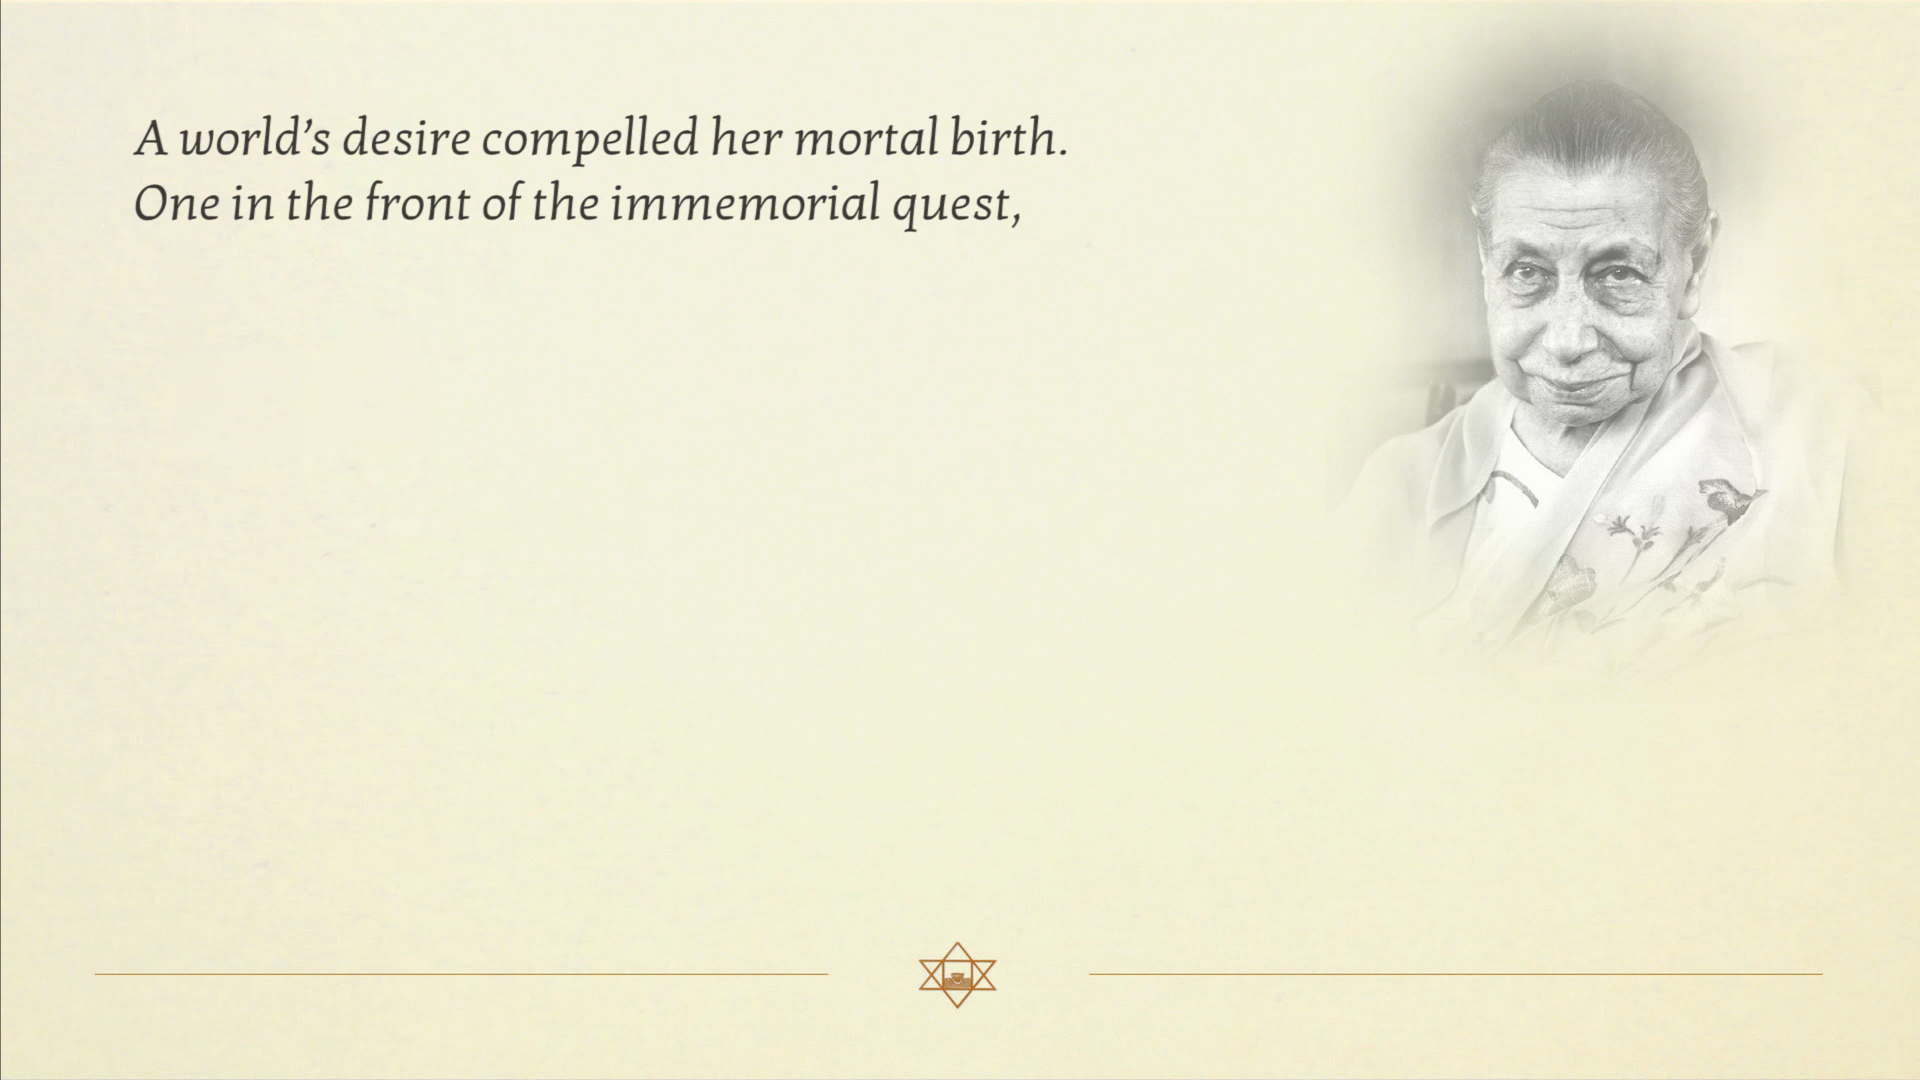 A world’s desire compelled her mortal birth.
One in the front of the immemorial quest,